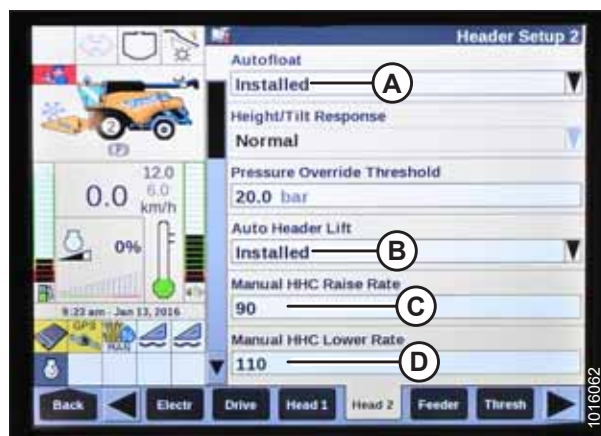 Header Setup 2
Autofloat
Installed
A
Height/Tilt Response
Normal
Pressure Override Threshold
20.0 bar
Auto Header Lift
Installed
B
Manual HHC Raise Rate
90
C
Manual HHC Lower Rate
110
D
2
(P)
0.0
12.0
6.0
km/h
0%
9:23 am - Jan 13, 2016
GPS
Back
Electr
Drive
Head 1
Head 2
Feeder
Thresh
1016062